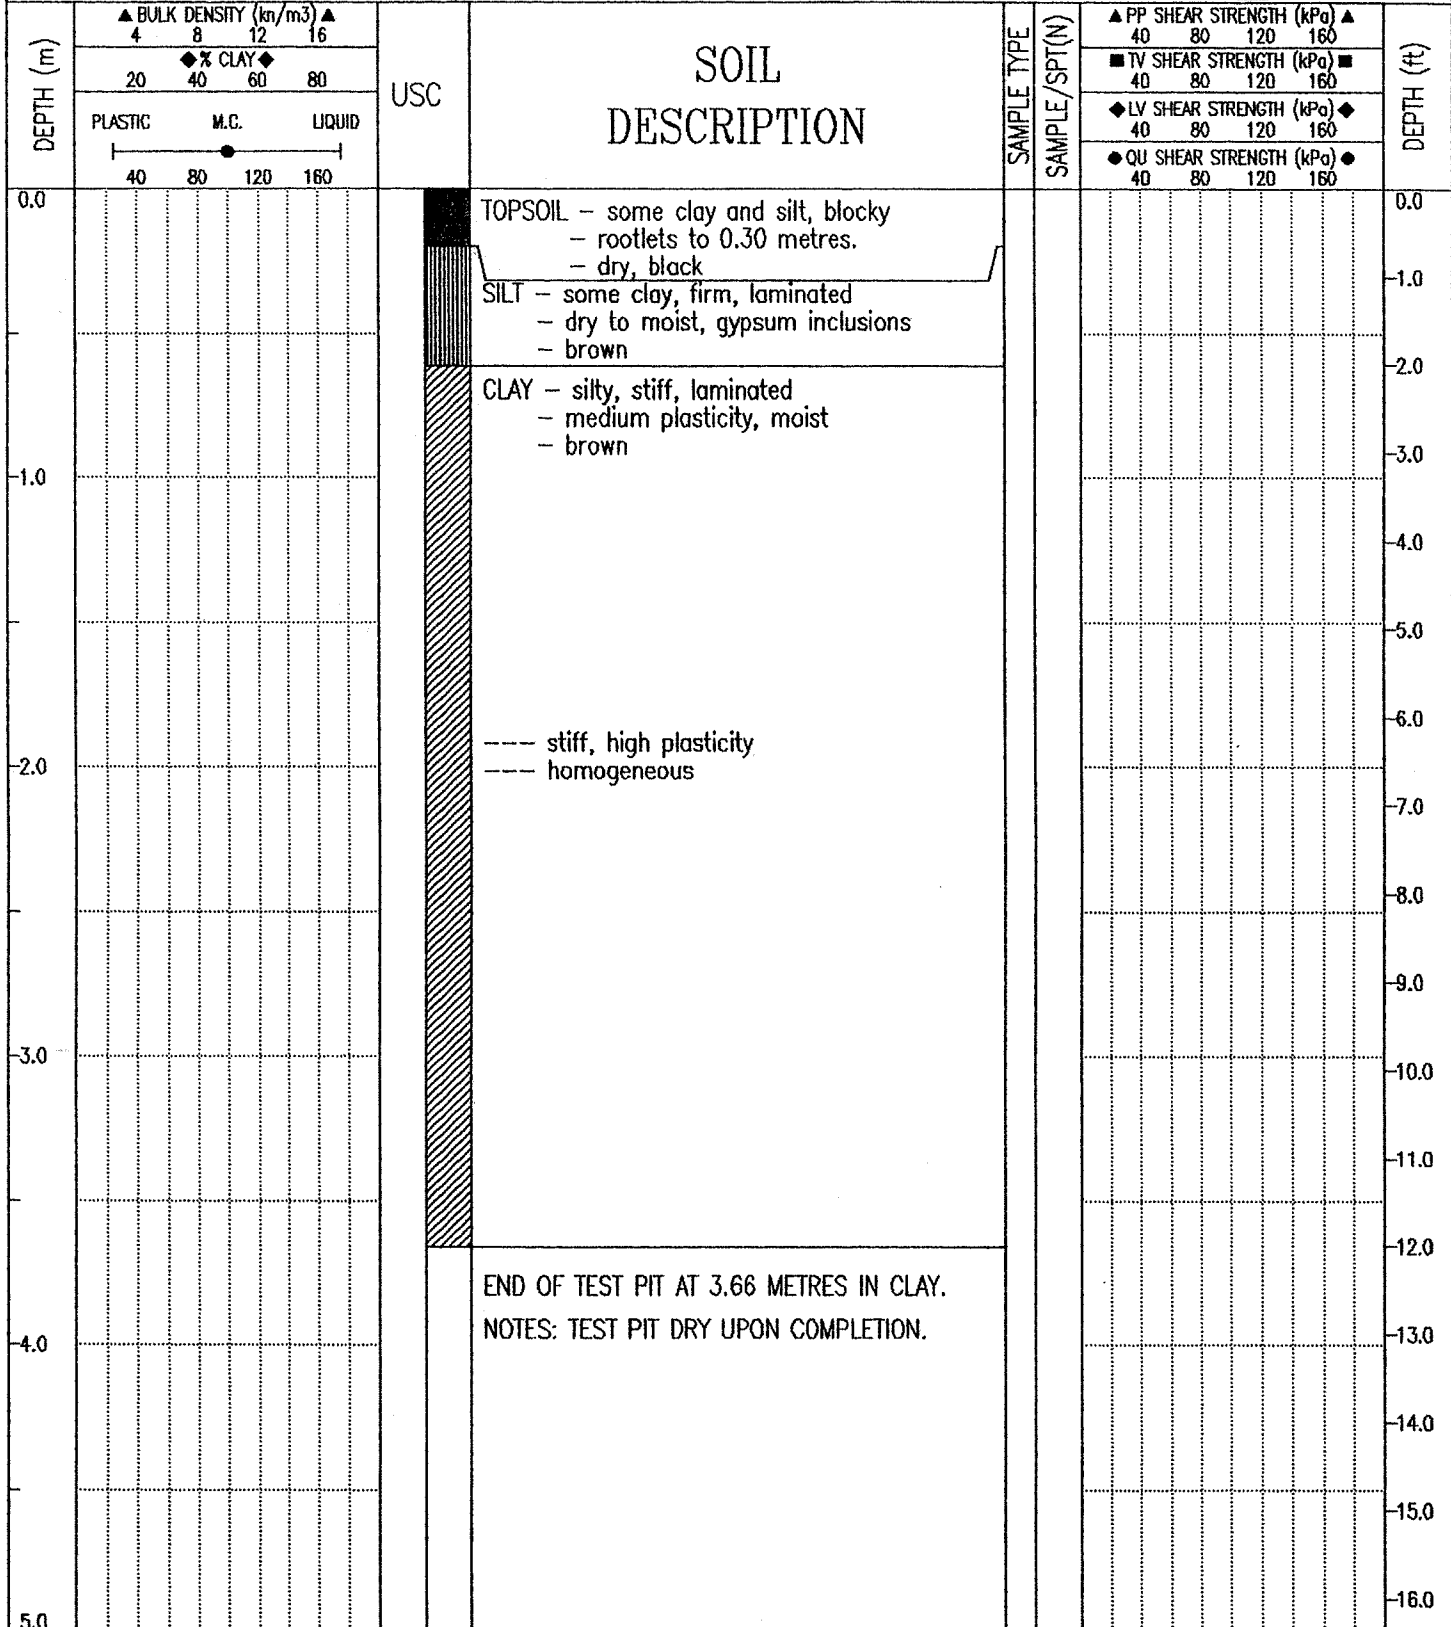 DEPTH (m)
▲ BULK DENSITY (kn/m3) ▲
4 8 12 16
◆ % CLAY ◆
20 40 60 80
PLASTIC M.C. LIQUID
40 80 120 160
USC
SOIL
DESCRIPTION
SAMPLE TYPE
SAMPLE/SPT(N)
▲ PP SHEAR STRENGTH (kPa) ▲
40 80 120 160
■ TV SHEAR STRENGTH (kPa) ■
40 80 120 160
◆ LV SHEAR STRENGTH (kPa) ◆
40 80 120 160
● QU SHEAR STRENGTH (kPa) ●
40 80 120 160
DEPTH (ft)
0.0
0.0
TOPSOIL – some clay and silt, blocky
– rootlets to 0.30 metres.
– dry, black
1.0
SILT – some clay, firm, laminated
– dry to moist, gypsum inclusions
– brown
2.0
CLAY – silty, stiff, laminated
– medium plasticity, moist
– brown
3.0
1.0
4.0
5.0
6.0
--- stiff, high plasticity
2.0
--- homogeneous
7.0
8.0
9.0
3.0
10.0
11.0
12.0
END OF TEST PIT AT 3.66 METRES IN CLAY.
NOTES: TEST PIT DRY UPON COMPLETION.
13.0
4.0
14.0
15.0
16.0
5.0